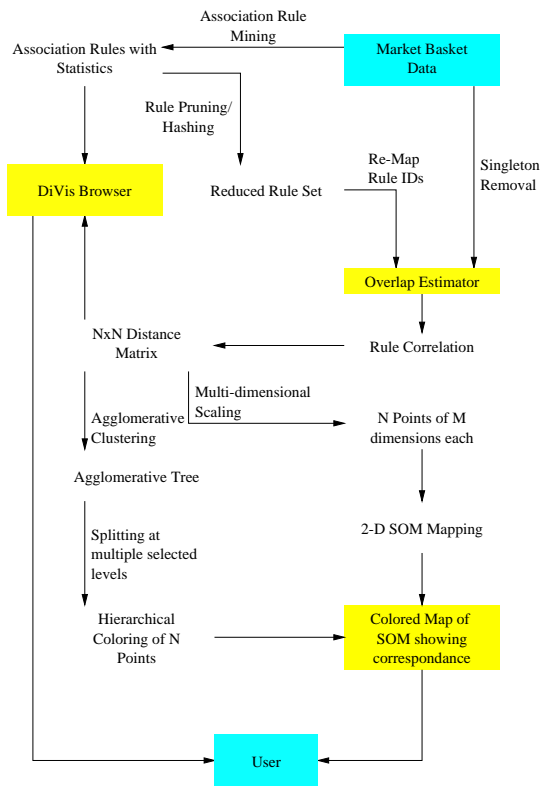 Association Rule
Mining
Association Rules with
Statistics
Market Basket
Data
Rule Pruning/
Hashing
Re-Map
Rule IDs
Singleton
Removal
DiVis Browser
Reduced Rule Set
Overlap Estimator
NxN Distance
Matrix
Rule Correlation
Multi-dimensional
Scaling
Agglomerative
Clustering
N Points of M
dimensions each
Agglomerative Tree
2-D SOM Mapping
Splitting at
multiple selected
levels
Hierarchical
Coloring of N
Points
Colored Map of
SOM showing
correspondance
User